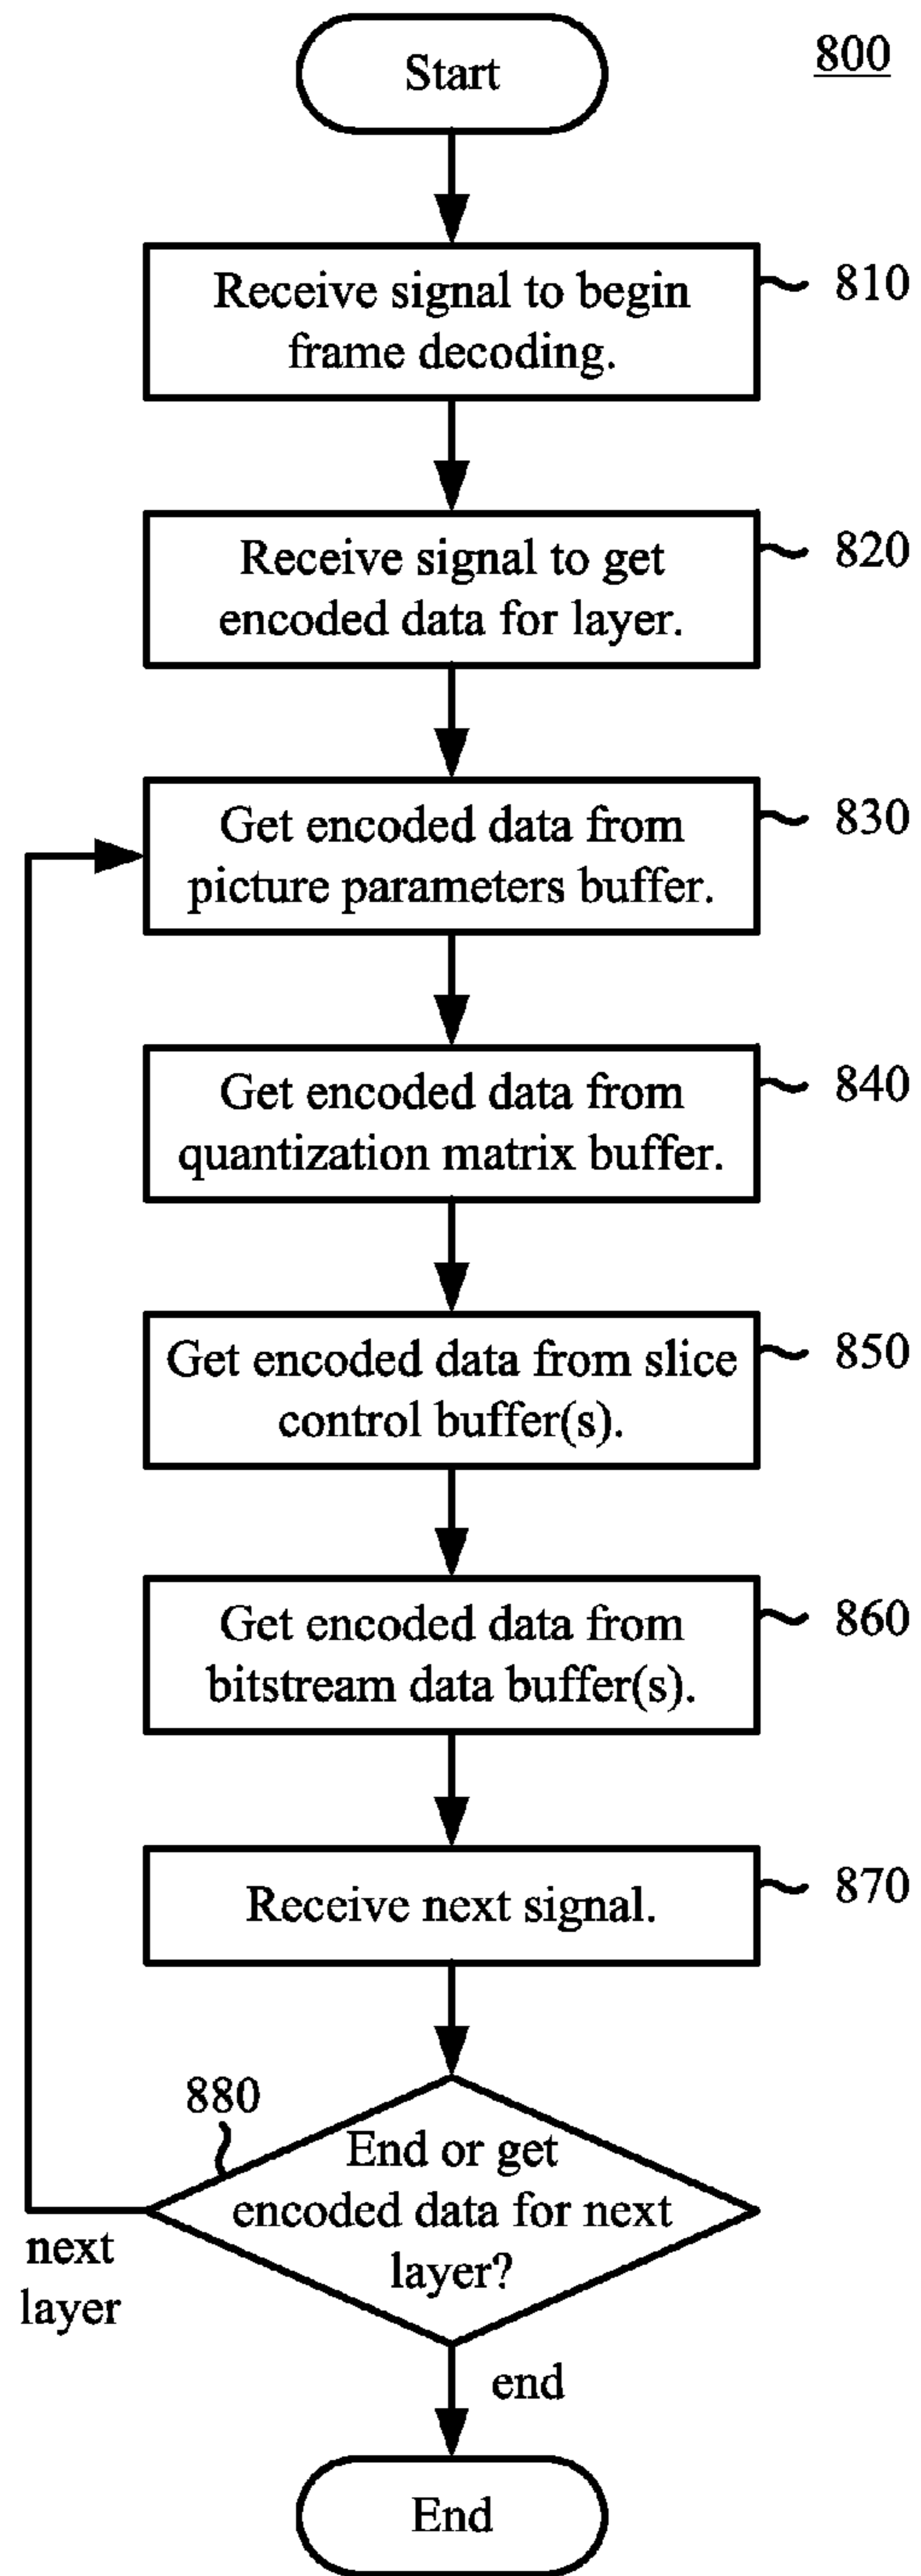 Start
800
Receive signal to begin
frame decoding.
810
Receive signal to get
encoded data for layer.
820
Get encoded data from
picture parameters buffer.
830
Get encoded data from
quantization matrix buffer.
840
Get encoded data from slice
control buffer(s).
850
Get encoded data from
bitstream data buffer(s).
860
Receive next signal.
870
880
End or get
encoded data for next
layer?
next
layer
end
End